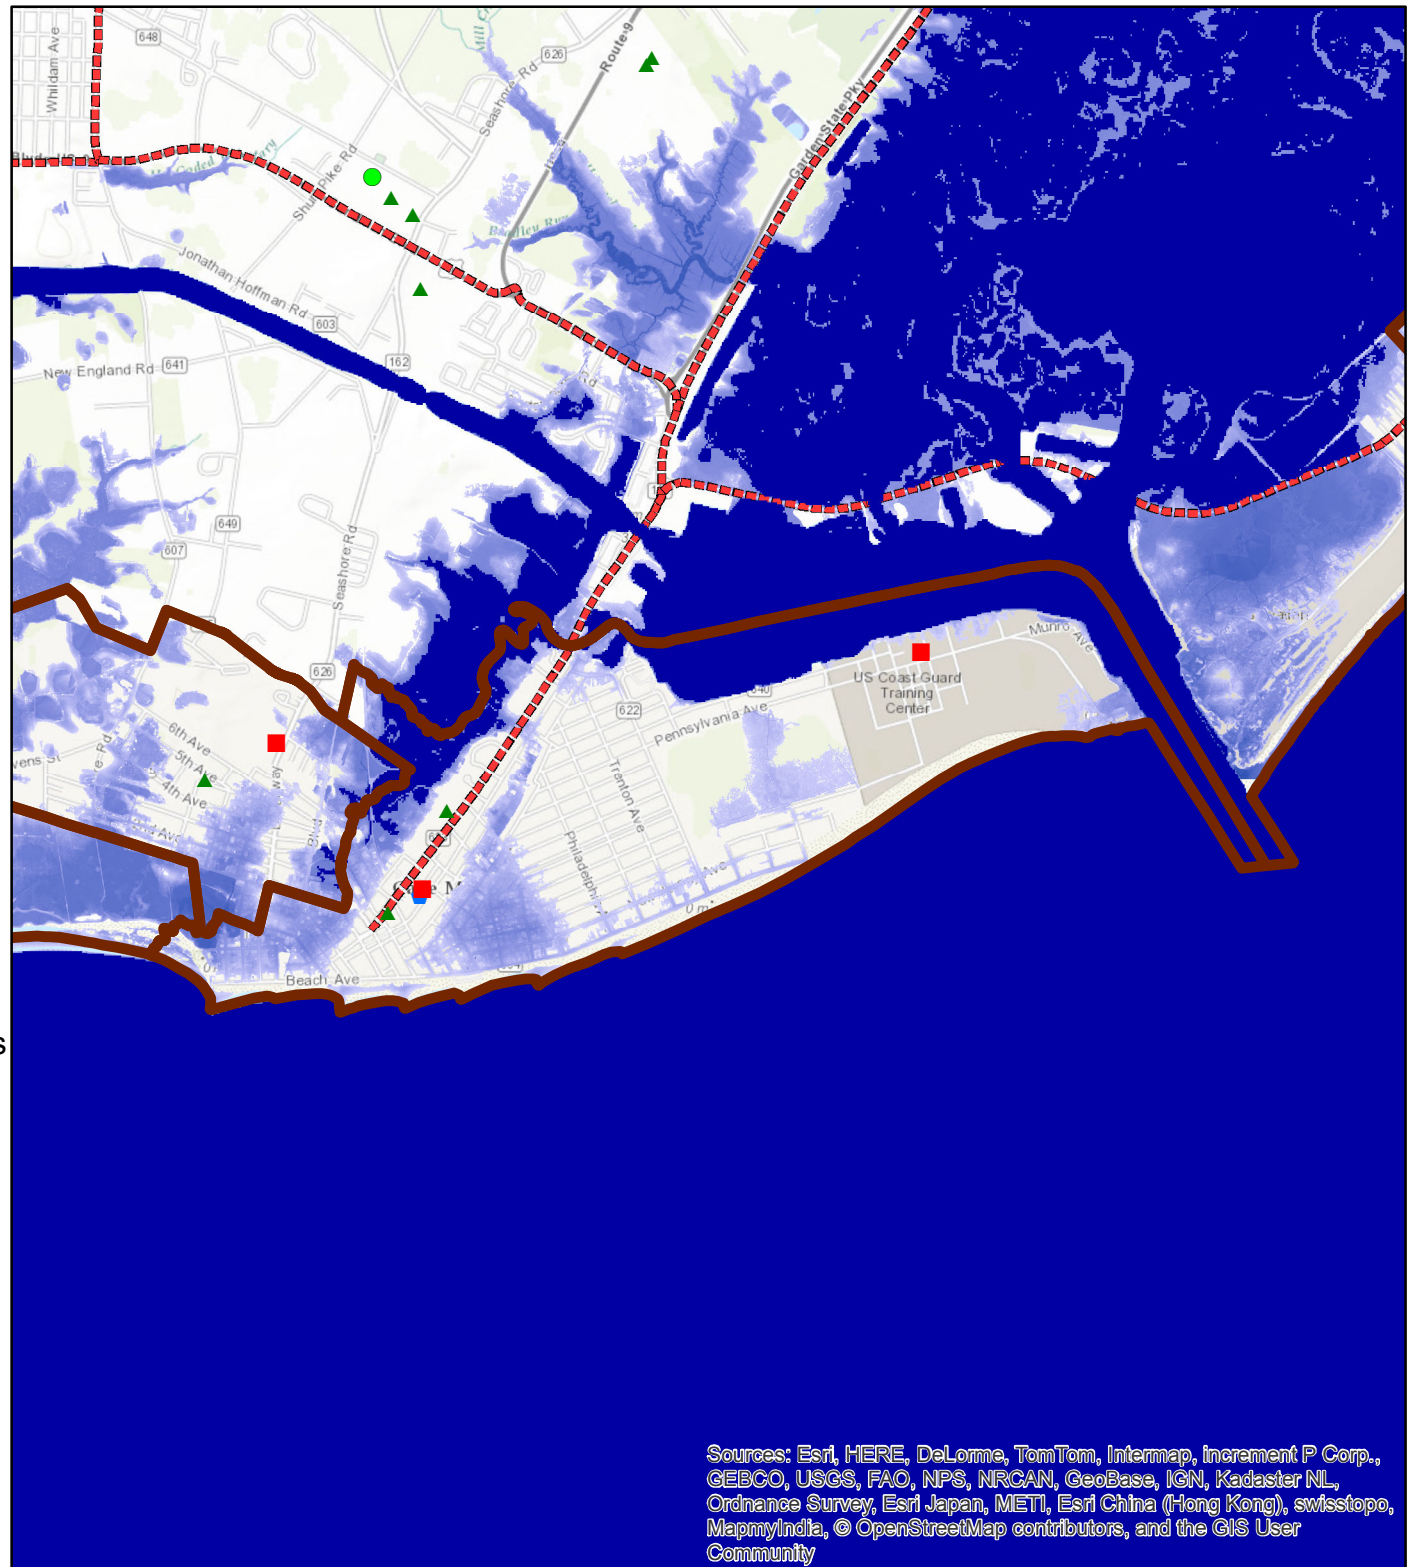 648
Whildam Ave
Mill
626
Route 9
Seashore Rd
Garden State Pky
Shun Pike Rd
Jonathan Hoffman Rd
603
162
New England Rd
641
649
607
Seashore Rd
626
6th Ave
5th Ave
4th Ave
622
Pennsylvania Ave
Trenton Ave
Munro Ave
US Coast Guard
Training
Center
0 m
Beach Ave
s
Sources: Esri, HERE, DeLorme, TomTom, Intermap, increment P Corp.,
GEBCO, USGS, FAO, NPS, NRCAN, GeoBase, IGN, Kadaster NL,
Ordnance Survey, Esri Japan, METI, Esri China (Hong Kong), swisstopo,
MapmyIndia, © OpenStreetMap contributors, and the GIS User
Community